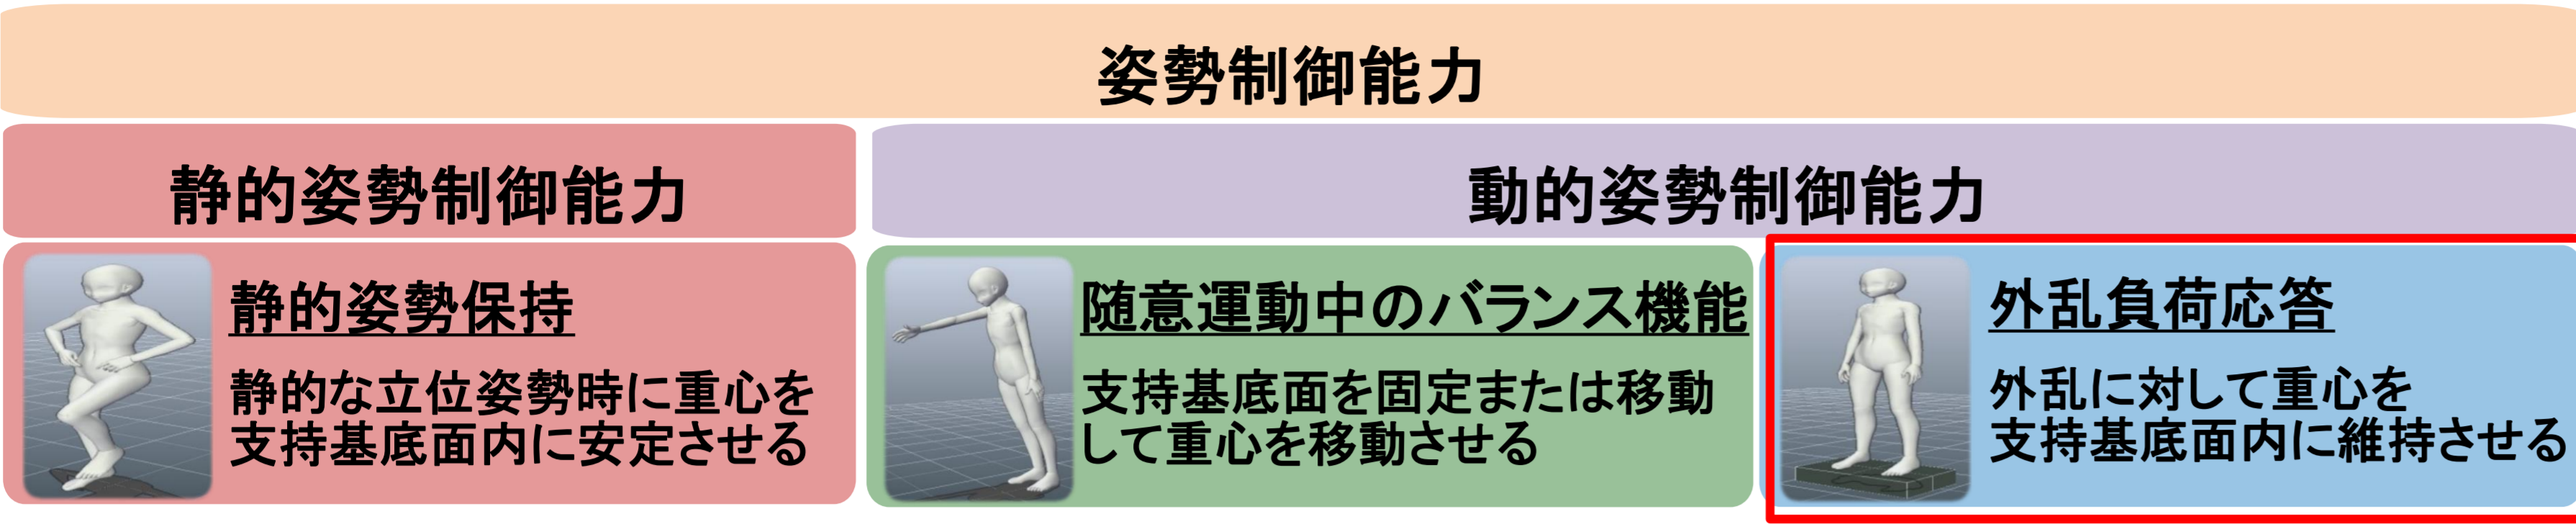 姿勢制御能力
静的姿勢制御能力
動的姿勢制御能力
静的姿勢保持
静的な立位姿勢時に重心を
支持基底面内に安定させる
随意運動中のバランス機能
支持基底面を固定または移動
して重心を移動させる
外乱負荷応答
外乱に対して重心を
支持基底面内に維持させる